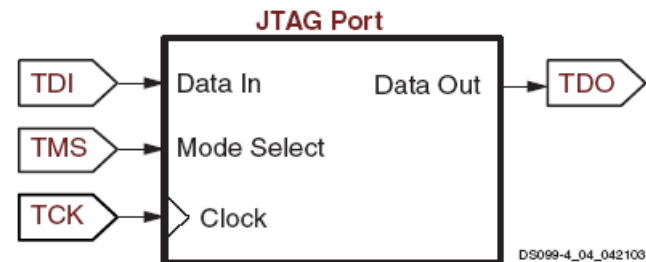 JTAG Port
TDI Data In Data Out TDO
TMS Mode Select
TCK Clock
DS099-4_04_042103